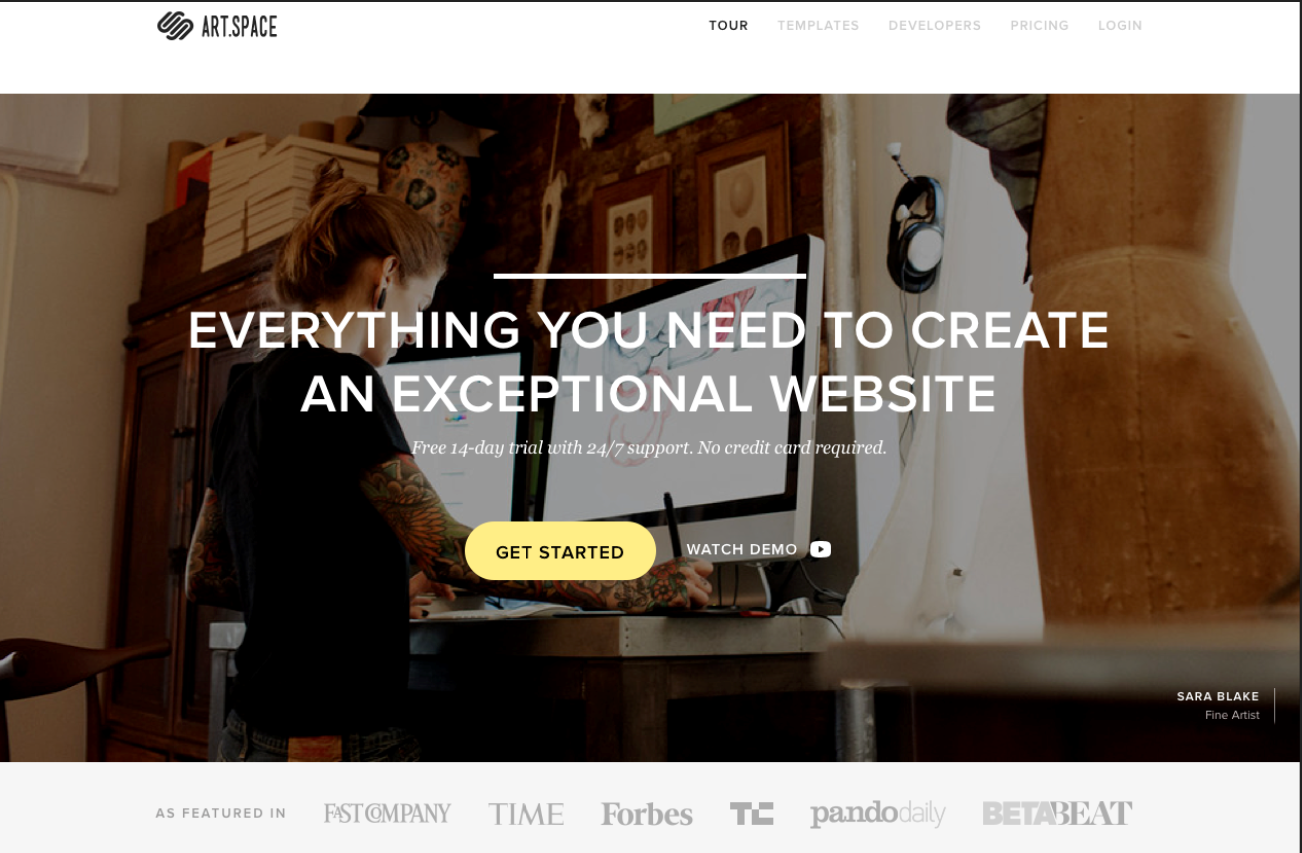 ART.SPACE
TOUR TEMPLATES DEVELOPERS PRICING LOGIN
EVERYTHING YOU NEED TO CREATE
AN EXCEPTIONAL WEBSITE
Free 14-day trial with 24/7 support. No credit card required.
GET STARTED WATCH DEMO
SARA BLAKE
Fine Artist
AS FEATURED IN FAST COMPANY TIME Forbes TC pandodaily BETABEAT